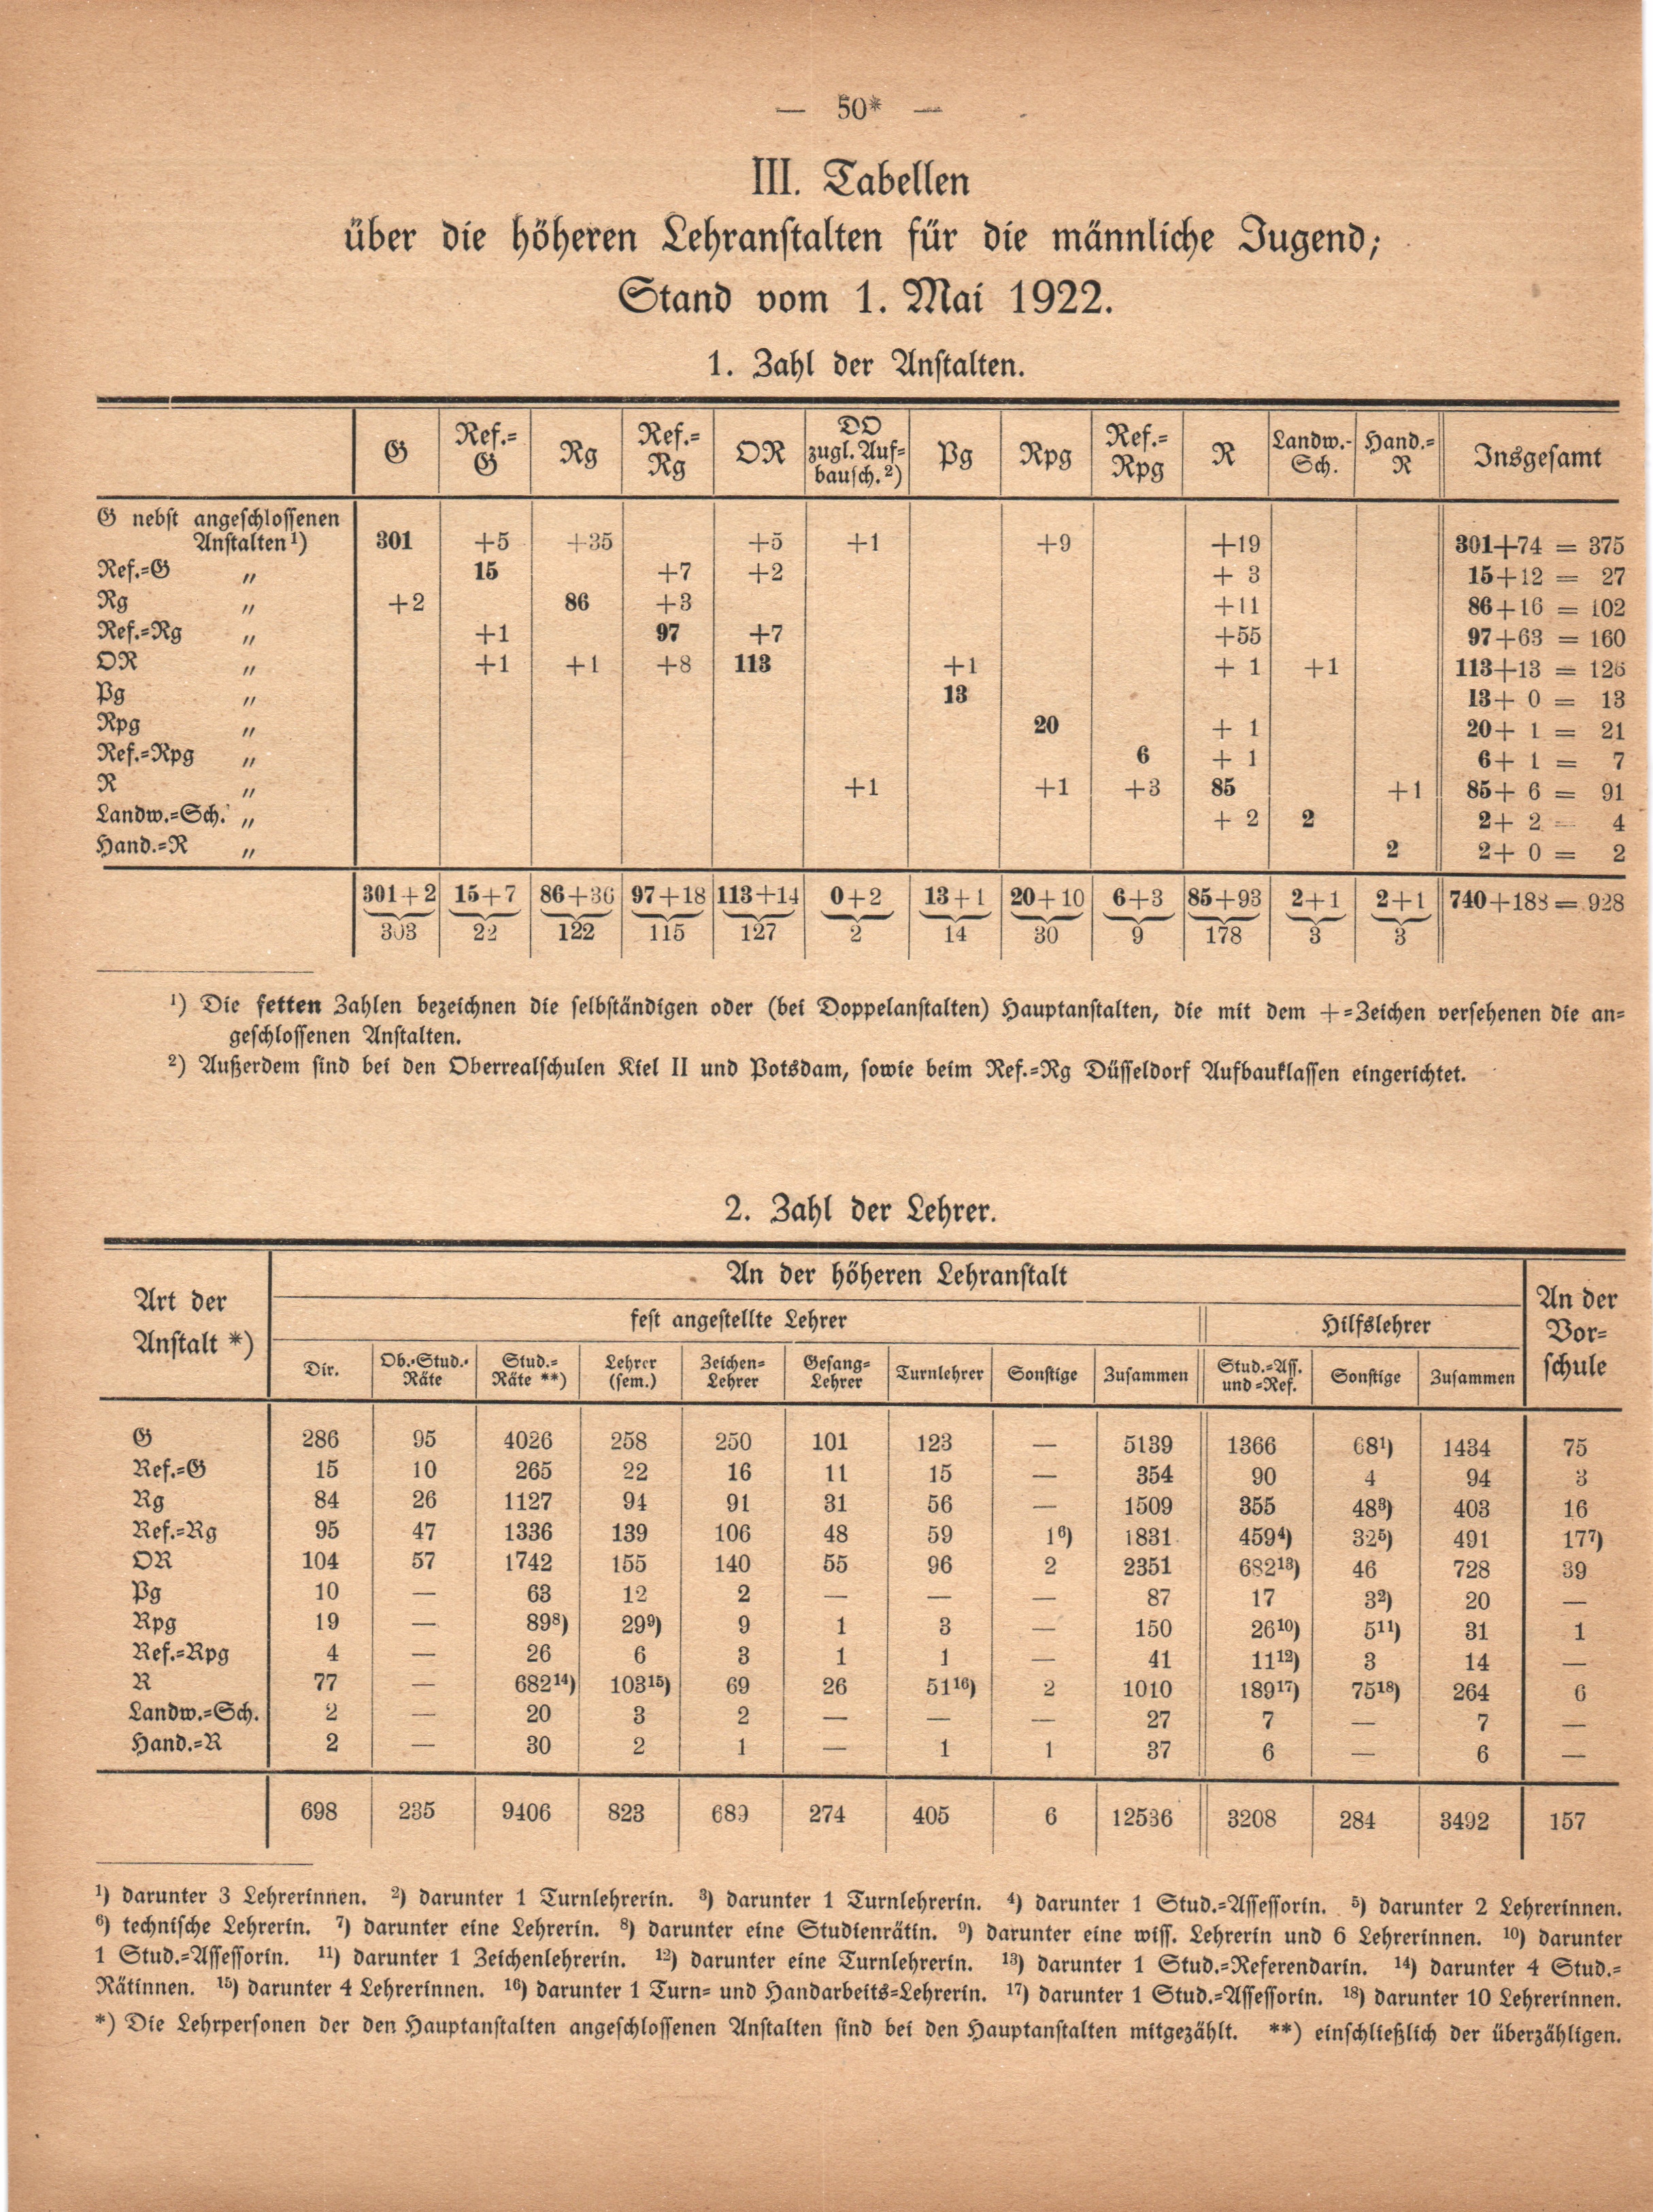 — 50* —
III. Tabellen
über die höheren Lehranstalten für die männliche Jugend;
Stand vom 1. Mai 1922.
1. Zahl der Anstalten.
G Ref.=G Rg Ref.=Rg OR DO zugl. Aufbausch.²) Pg Rpg Ref.=Rpg R Landw.-Sch. Hand.=R Insgesamt
G nebst angeschlossenen
Anstalten¹) 301 +5 +35 +5 +1 +9 +19 301+74 = 375
Ref.=G „ 15 +7 +2 + 3 15+12 = 27
Rg „ +2 86 +3 +11 86+16 = 102
Ref.=Rg „ +1 97 +7 +55 97+63 = 160
OR „ +1 +1 +8 113 +1 + 1 +1 113+13 = 126
Pg „ 13 13+ 0 = 13
Rpg „ 20 + 1 20+ 1 = 21
Ref.=Rpg „ 6 + 1 6+ 1 = 7
R „ +1 +1 +3 85 +1 85+ 6 = 91
Landw.=Sch. „ + 2 2 2+ 2 = 4
Hand.=R „ 2 2+ 0 = 2
301+2 15+7 86+36 97+18 113+14 0+2 13+1 20+10 6+3 85+93 2+1 2+1 740+188 = 928
303 22 122 115 127 2 14 30 9 178 3 3
¹) Die fetten Zahlen bezeichnen die selbständigen oder (bei Doppelanstalten) Hauptanstalten, die mit dem +=Zeichen versehenen die an=
geschlossenen Anstalten.
²) Außerdem sind bei den Oberrealschulen Kiel II und Potsdam, sowie beim Ref.=Rg Düsseldorf Aufbauklassen eingerichtet.
2. Zahl der Lehrer.
Art der Anstalt *) An der höheren Lehranstalt An der Vor=schule
fest angestellte Lehrer Hilfslehrer
Dir. Ob.=Stud.=Räte Stud.=Räte **) Lehrer (sem.) Zeichen=Lehrer Gesang=Lehrer Turnlehrer Sonstige Zusammen Stud.=Ass. und =Ref. Sonstige Zusammen
G 286 95 4026 258 250 101 123 — 5139 1366 68¹) 1434 75
Ref.=G 15 10 265 22 16 11 15 — 354 90 4 94 3
Rg 84 26 1127 94 91 31 56 — 1509 355 48³) 403 16
Ref.=Rg 95 47 1336 139 106 48 59 1⁶) 1831 459⁴) 32⁵) 491 17⁷)
OR 104 57 1742 155 140 55 96 2 2351 682¹³) 46 728 39
Pg 10 — 63 12 2 — — — 87 17 3²) 20 —
Rpg 19 — 89⁸) 29⁹) 9 1 3 — 150 26¹⁰) 5¹¹) 31 1
Ref.=Rpg 4 — 26 6 3 1 1 — 41 11¹²) 3 14 —
R 77 — 682¹⁴) 103¹⁵) 69 26 51¹⁶) 2 1010 189¹⁷) 75¹⁸) 264 6
Landw.=Sch. 2 — 20 3 2 — — — 27 7 — 7 —
Hand.=R 2 — 30 2 1 — 1 1 37 6 — 6 —
698 235 9406 823 689 274 405 6 12536 3208 284 3492 157
¹) darunter 3 Lehrerinnen. ²) darunter 1 Turnlehrerin. ³) darunter 1 Turnlehrerin. ⁴) darunter 1 Stud.=Assessorin. ⁵) darunter 2 Lehrerinnen.
⁶) technische Lehrerin. ⁷) darunter eine Lehrerin. ⁸) darunter eine Studienrätin. ⁹) darunter eine wiss. Lehrerin und 6 Lehrerinnen. ¹⁰) darunter
1 Stud.=Assessorin. ¹¹) darunter 1 Zeichenlehrerin. ¹²) darunter eine Turnlehrerin. ¹³) darunter 1 Stud.=Referendarin. ¹⁴) darunter 4 Stud.=
Rätinnen. ¹⁵) darunter 4 Lehrerinnen. ¹⁶) darunter 1 Turn= und Handarbeits=Lehrerin. ¹⁷) darunter 1 Stud.=Assessorin. ¹⁸) darunter 10 Lehrerinnen.
*) Die Lehrpersonen der den Hauptanstalten angeschlossenen Anstalten sind bei den Hauptanstalten mitgezählt. **) einschließlich der überzähligen.